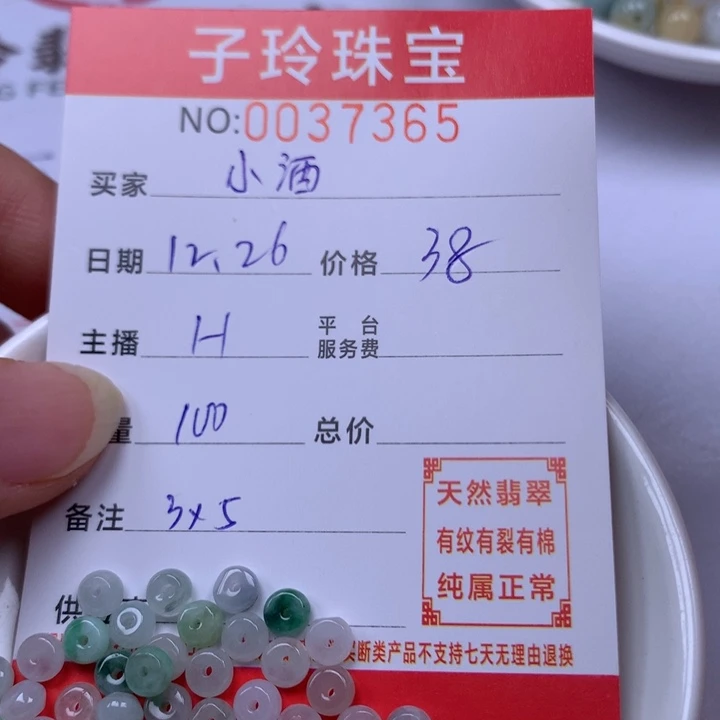 子玲珠宝
NO:0037365
买家 小酒
日期 12.26 价格 38
主播 H 平台服务费
量 100 总价
备注 3×5
天然翡翠
有纹有裂有棉
纯属正常
供
断类产品不支持七天无理由退换